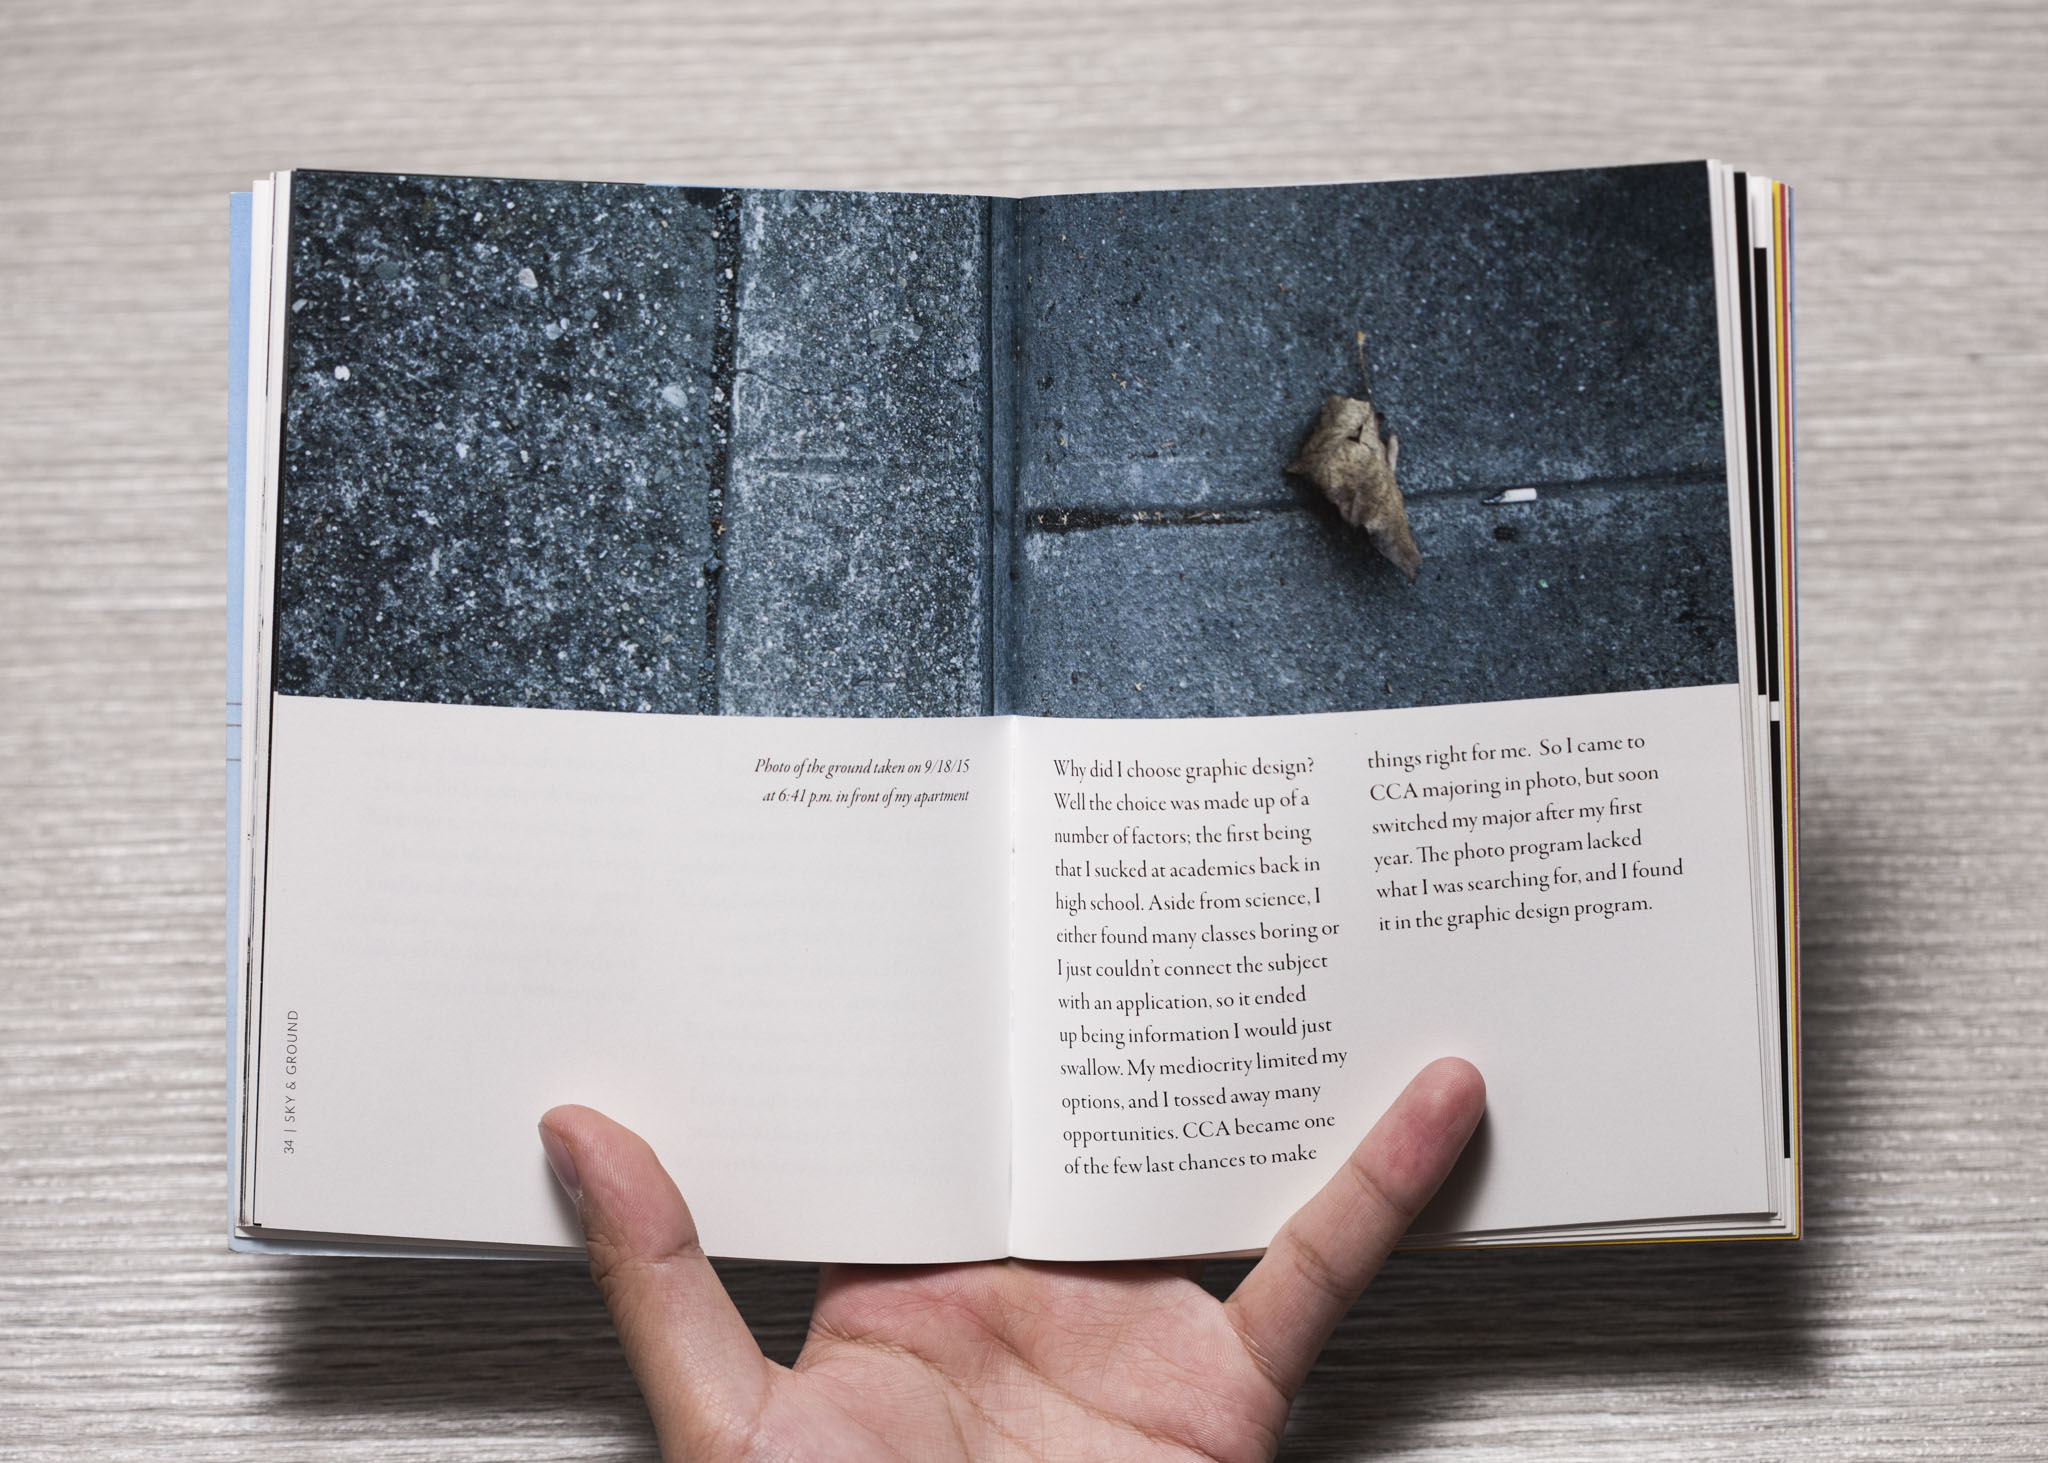 Photo of the ground taken on 9/18/15
at 6:41 p.m. in front of my apartment
34 | SKY & GROUND
Why did I choose graphic design?
Well the choice was made up of a
number of factors; the first being
that I sucked at academics back in
high school. Aside from science, I
either found many classes boring or
I just couldn't connect the subject
with an application, so it ended
up being information I would just
swallow. My mediocrity limited my
options, and I tossed away many
opportunities. CCA became one
of the few last chances to make
things right for me.  So I came to
CCA majoring in photo, but soon
switched my major after my first
year. The photo program lacked
what I was searching for, and I found
it in the graphic design program.